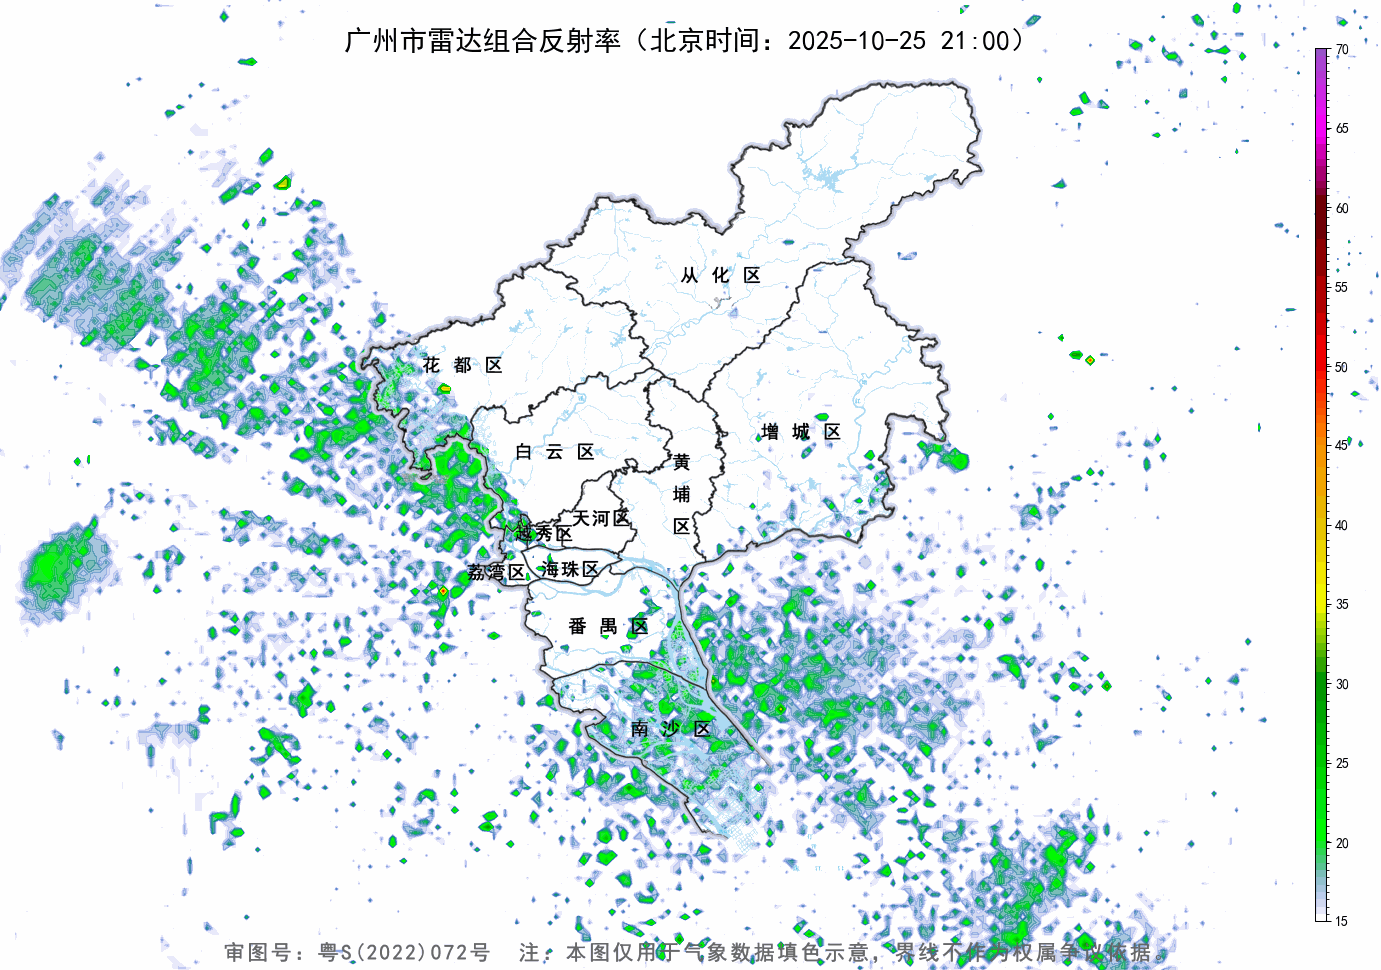 广州市雷达组合反射率（北京时间：2025-10-25 21:00）
70
65
60
55
50
45
40
35
30
25
20
15
从化区
花都区
增城区
白云区
黄埔区
天河区
越秀区
荔湾区
海珠区
番禺区
南沙区
审图号：粤S(2022)072号 注：本图仅用于气象数据填色示意，界线不作为权属争议依据。